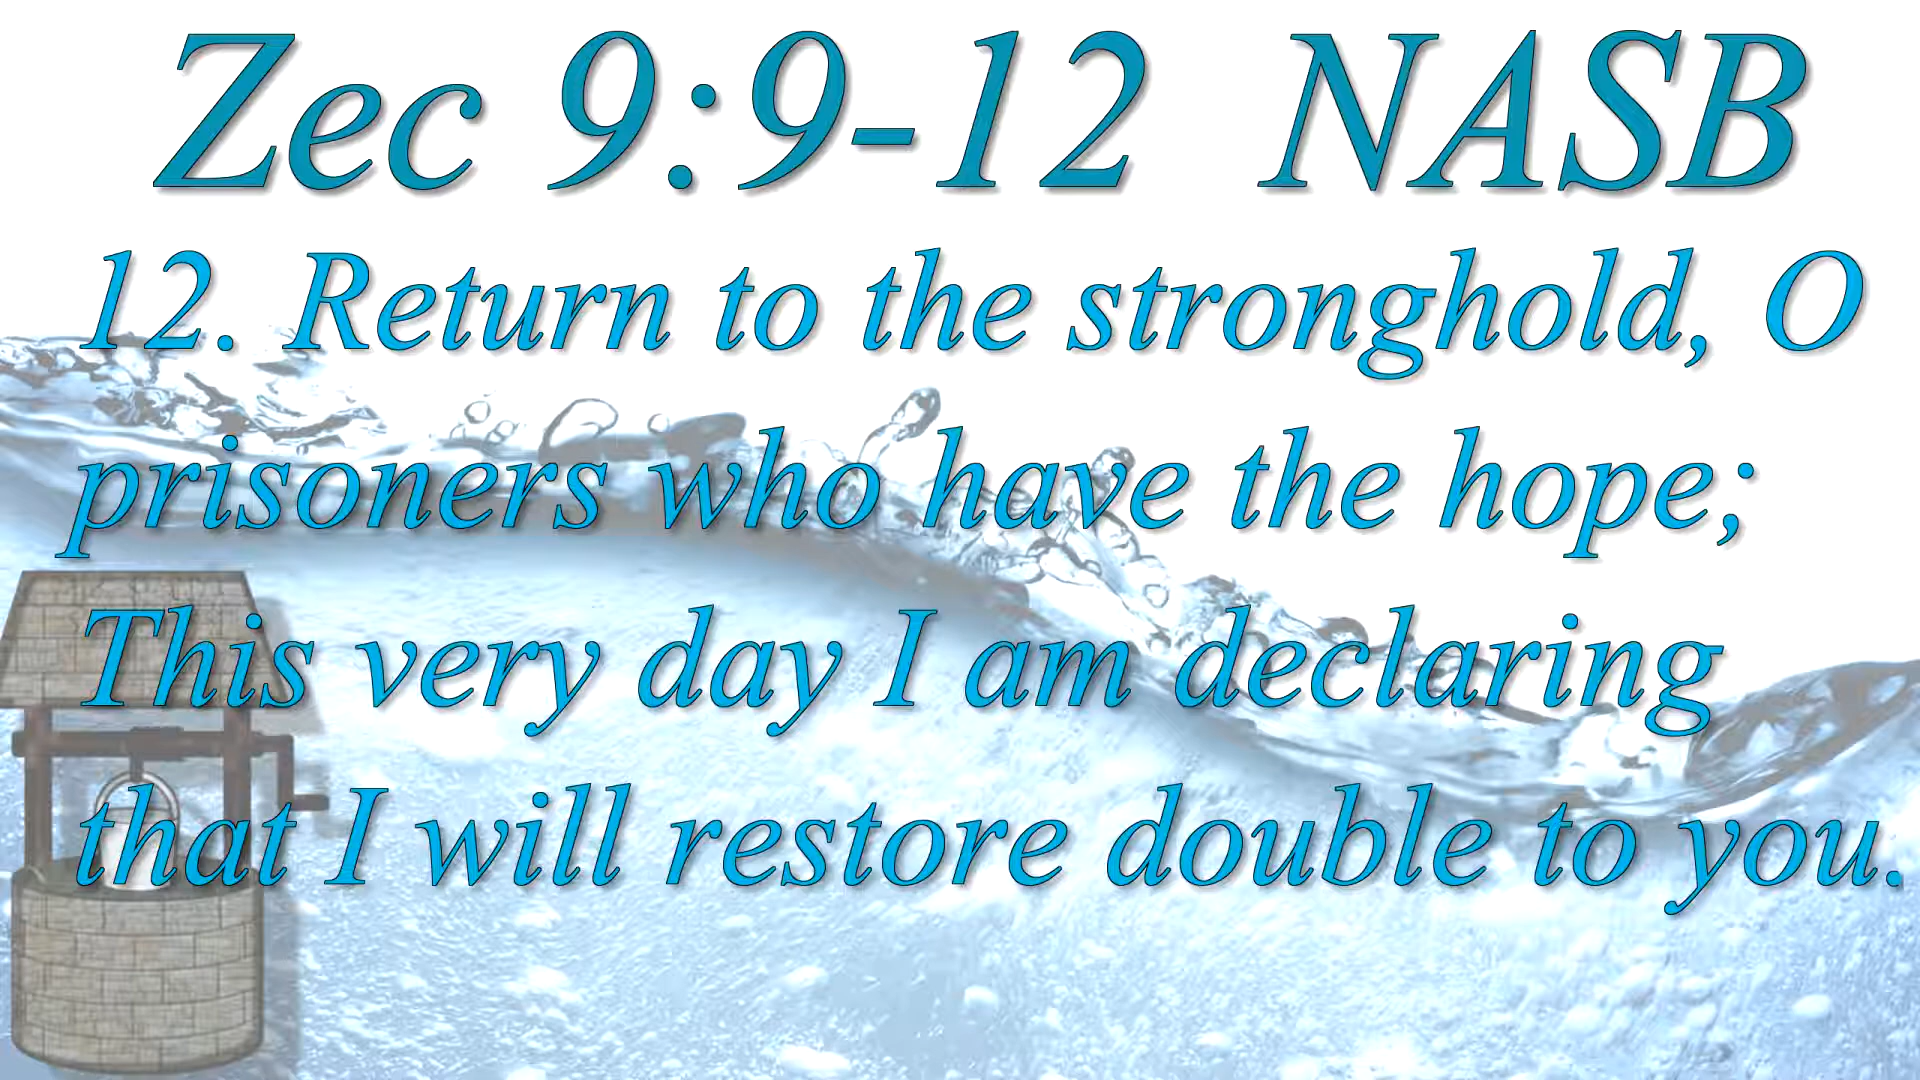 Zec 9:9-12 NASB
12. Return to the stronghold, O
prisoners who have the hope;
This very day I am declaring
that I will restore double to you.